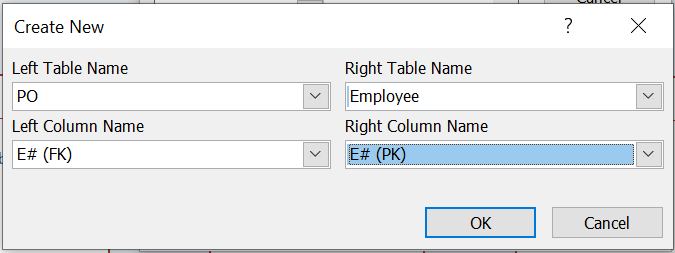 Cancel
Create New
?
Left Table Name
Right Table Name
PO
Employee
Left Column Name
Right Column Name
E# (FK)
E# (PK)
OK
Cancel